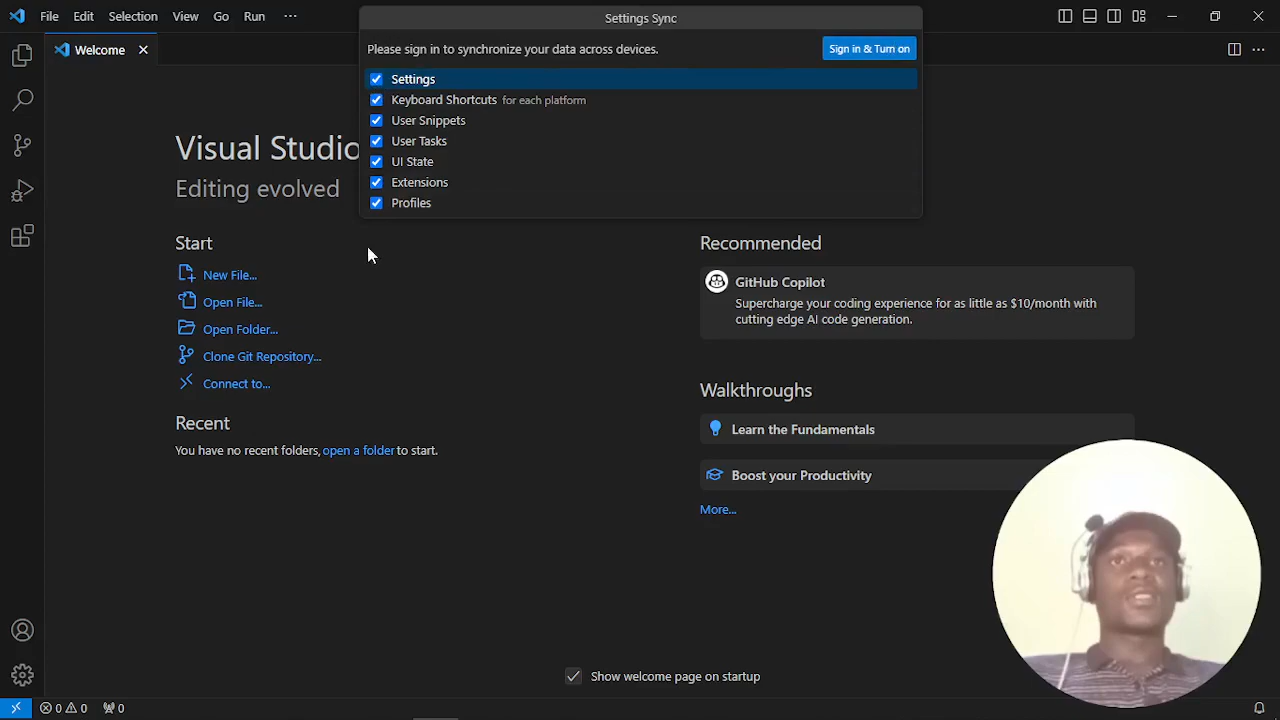 File Edit Selection View Go Run ···
Settings Sync
Welcome
Please sign in to synchronize your data across devices.
Sign in & Turn on
Settings
Keyboard Shortcuts for each platform
User Snippets
User Tasks
UI State
Extensions
Profiles
Visual Studio
Editing evolved
Start
New File...
Open File...
Open Folder...
Clone Git Repository...
Connect to...
Recent
You have no recent folders, open a folder to start.
Recommended
GitHub Copilot
Supercharge your coding experience for as little as $10/month with
cutting edge AI code generation.
Walkthroughs
Learn the Fundamentals
Boost your Productivity
More...
Show welcome page on startup
0 0 0